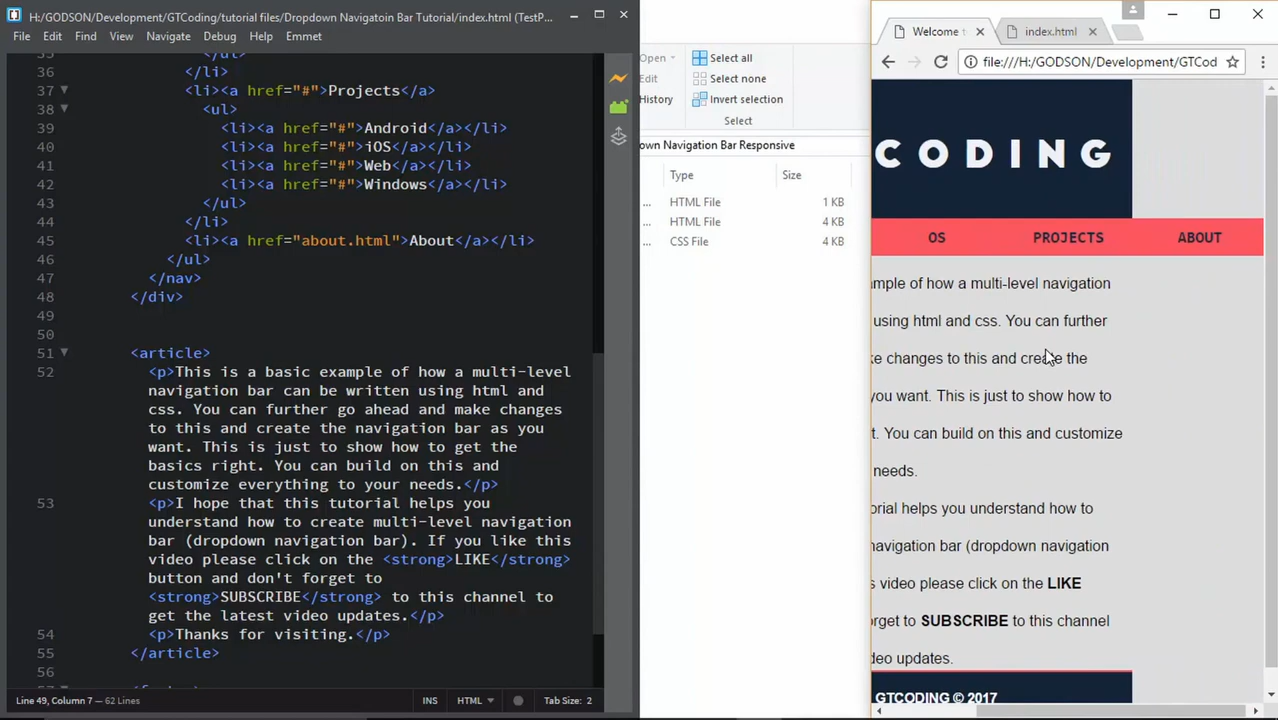 H:/GODSON/Development/GTCoding/tutorial files/Dropdown Navigatoin Bar Tutorial/index.html (TestP...
File Edit Find View Navigate Debug Help Emmet
35 </ul>
36 </li>
37 <li><a href="#">Projects</a>
38 <ul>
39 <li><a href="#">Android</a></li>
40 <li><a href="#">iOS</a></li>
41 <li><a href="#">Web</a></li>
42 <li><a href="#">Windows</a></li>
43 </ul>
44 </li>
45 <li><a href="about.html">About</a></li>
46 </ul>
47 </nav>
48 </div>
49
50
51 <article>
52 <p>This is a basic example of how a multi-level
navigation bar can be written using html and
css. You can further go ahead and make changes
to this and create the navigation bar as you
want. This is just to show how to get the
basics right. You can build on this and
customize everything to your needs.</p>
53 <p>I hope that this tutorial helps you
understand how to create multi-level navigation
bar (dropdown navigation bar). If you like this
video please click on the <strong>LIKE</strong>
button and don't forget to
<strong>SUBSCRIBE</strong> to this channel to
get the latest video updates.</p>
54 <p>Thanks for visiting.</p>
55 </article>
56
Line 49, Column 7 — 62 Lines INS HTML Tab Size: 2
Open Select all
Edit Select none
History Invert selection
Select
own Navigation Bar Responsive
Type Size
... HTML File 1 KB
... HTML File 4 KB
... CSS File 4 KB
Welcome index.html
file:///H:/GODSON/Development/GTCod
CODING
OS PROJECTS ABOUT
ample of how a multi-level navigation
using html and css. You can further
ke changes to this and create the
you want. This is just to show how to
t. You can build on this and customize
needs.
orial helps you understand how to
navigation bar (dropdown navigation
s video please click on the LIKE
orget to SUBSCRIBE to this channel
deo updates.
GTCODING © 2017